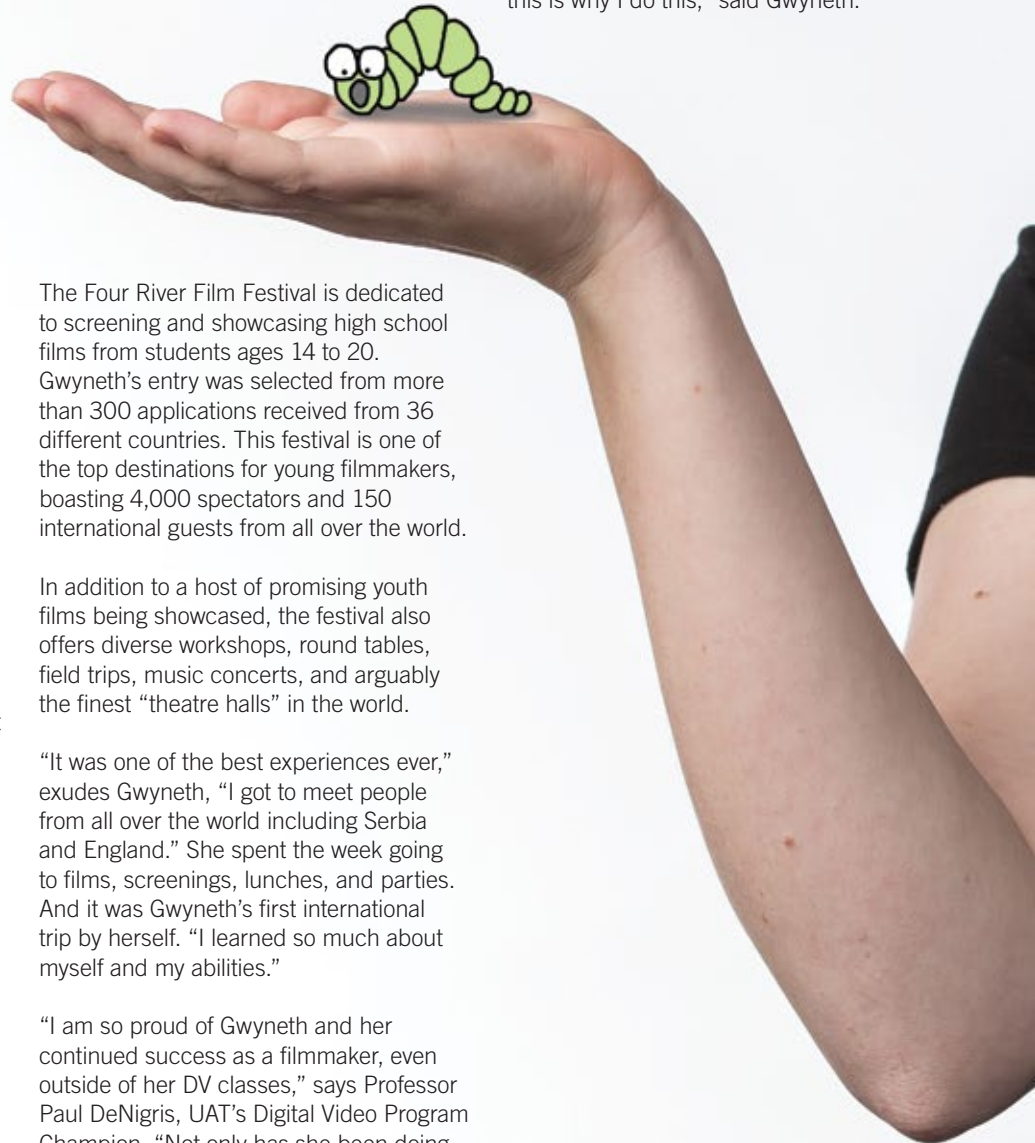 The Four River Film Festival is dedicated
to screening and showcasing high school
films from students ages 14 to 20.
Gwyneth’s entry was selected from more
than 300 applications received from 36
different countries. This festival is one of
the top destinations for young filmmakers,
boasting 4,000 spectators and 150
international guests from all over the world.
In addition to a host of promising youth
films being showcased, the festival also
offers diverse workshops, round tables,
field trips, music concerts, and arguably
the finest “theatre halls” in the world.
“It was one of the best experiences ever,”
exudes Gwyneth, “I got to meet people
from all over the world including Serbia
and England.” She spent the week going
to films, screenings, lunches, and parties.
And it was Gwyneth’s first international
trip by herself. “I learned so much about
myself and my abilities.”
“I am so proud of Gwyneth and her
continued success as a filmmaker, even
outside of her DV classes,” says Professor
Paul DeNigris, UAT’s Digital Video Program
Champion. “Not only has she been doing
this is why I do this,” said Gwyneth.